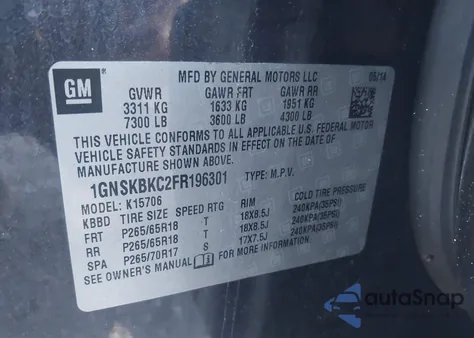 GM
MFD BY GENERAL MOTORS LLC 05/14
GVWR GAWR FRT GAWR RR
3311 KG 1633 KG 1951 KG
7300 LB 3600 LB 4300 LB
THIS VEHICLE CONFORMS TO ALL APPLICABLE U.S. FEDERAL MOTOR
VEHICLE SAFETY STANDARDS IN EFFECT ON THE DATE OF
MANUFACTURE SHOWN ABOVE.
1GNSKBKC2FR196301 TYPE: M.P.V.
MODEL: K15706
KBBD TIRE SIZE SPEED RTG RIM COLD TIRE PRESSURE
FRT P265/65R18 T 18X8.5J 240KPA(35PSI)
RR P265/65R18 T 18X8.5J 240KPA(35PSI)
SPA P265/70R17 S 17X7.5J 240KPA(35PSI)
SEE OWNER'S MANUAL FOR MORE INFORMATION
autoSnap